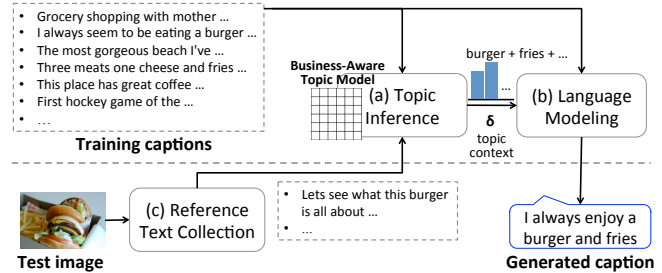 • Grocery shopping with mother ...
• I always seem to be eating a burger ...
• The most gorgeous beach I've ...
• Three meats one cheese and fries ...
• This place has great coffee ...
• First hockey game of the ...
• ...
Training captions
Business-Aware
Topic Model
(a) Topic
Inference
burger + fries + ...
...
δ
topic
context
(b) Language
Modeling
Test image
(c) Reference
Text Collection
• Lets see what this burger
is all about ...
• ...
I always enjoy a
burger and fries
Generated caption